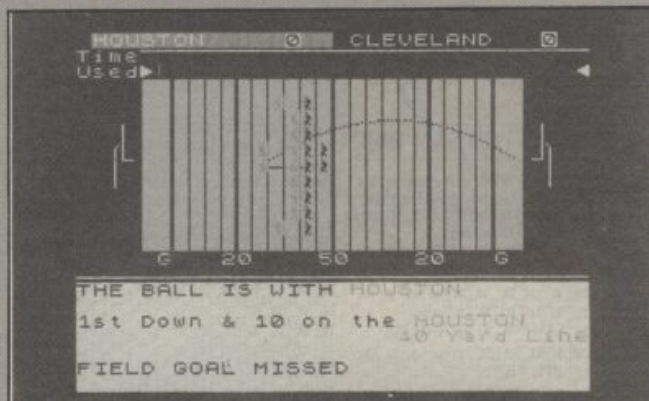 HOUSTON 0 CLEVELAND 0
Time
Used
G 20 50 20 G
THE BALL IS WITH HOUSTON
1st Down & 10 on the HOUSTON
40 Yard Line
FIELD GOAL MISSED